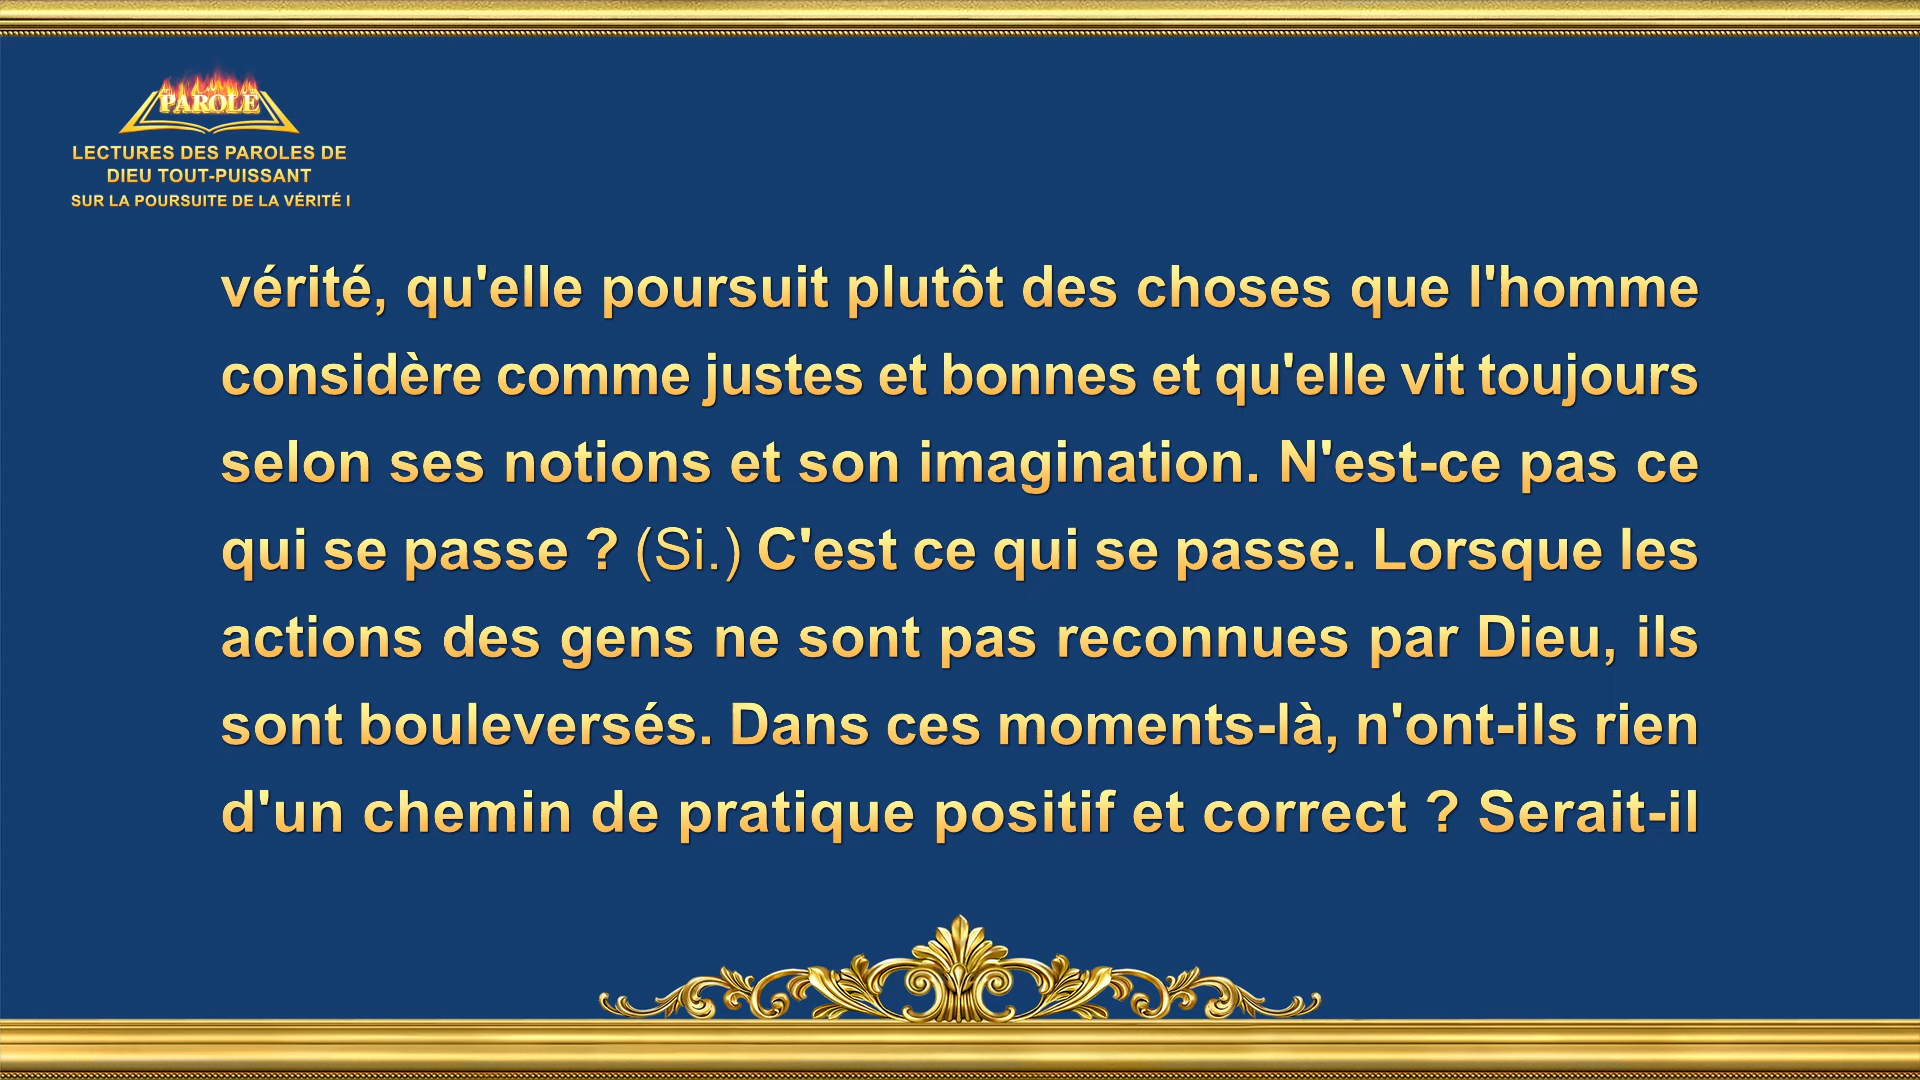 PAROLE
LECTURES DES PAROLES DE
DIEU TOUT-PUISSANT
SUR LA POURSUITE DE LA VÉRITÉ I
vérité, qu'elle poursuit plutôt des choses que l'homme
considère comme justes et bonnes et qu'elle vit toujours
selon ses notions et son imagination. N'est-ce pas ce
qui se passe ? (Si.) C'est ce qui se passe. Lorsque les
actions des gens ne sont pas reconnues par Dieu, ils
sont bouleversés. Dans ces moments-là, n'ont-ils rien
d'un chemin de pratique positif et correct ? Serait-il